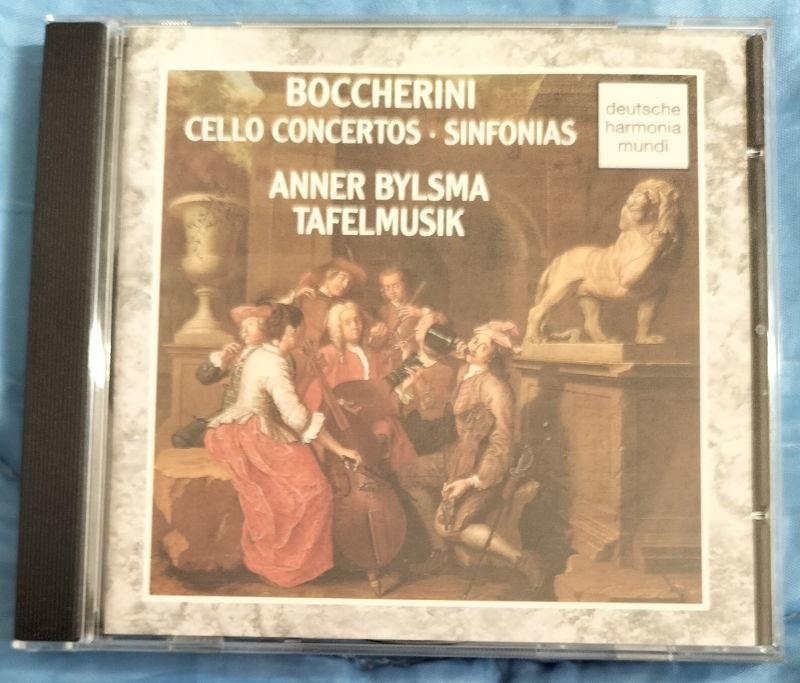 BOCCHERINI
CELLO CONCERTOS · SINFONIAS
ANNER BYLSMA
TAFELMUSIK
deutsche
harmonia
mundi